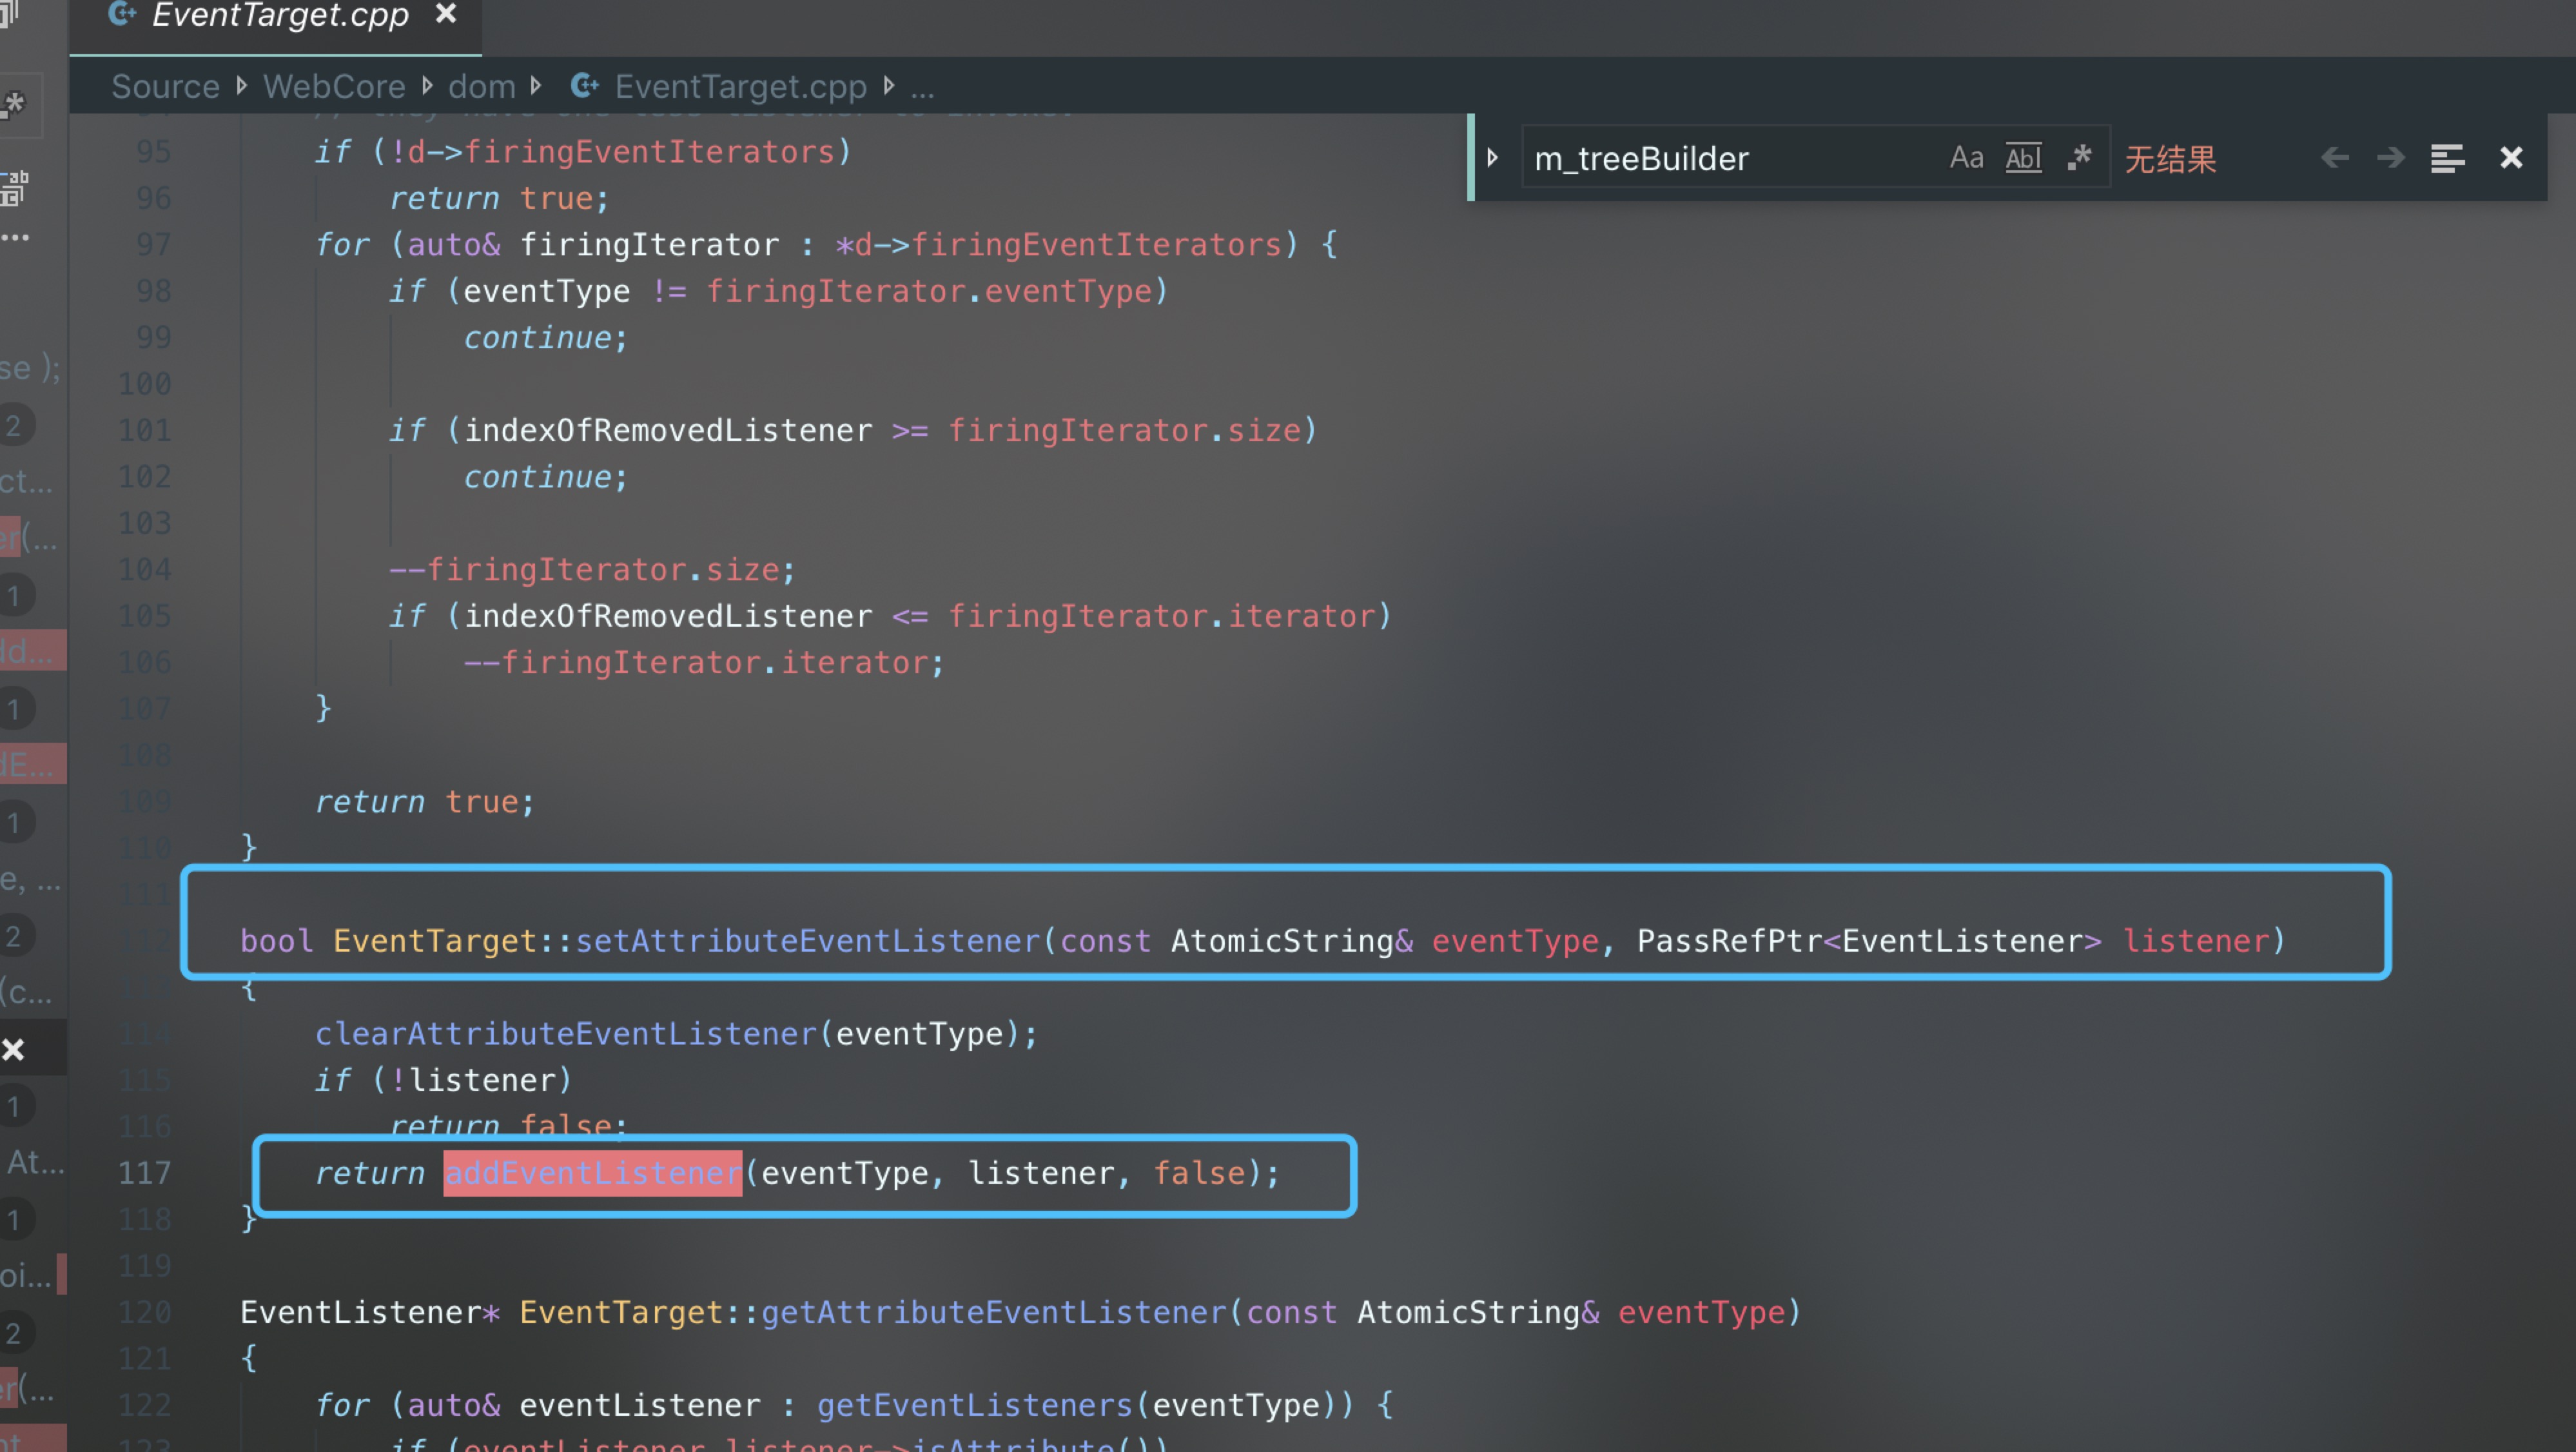 EventTarget.cpp
Source WebCore dom EventTarget.cpp ...
m_treeBuilder Aa Abl .* 无结果
95 if (!d->firingEventIterators)
96 return true;
97 for (auto& firingIterator : *d->firingEventIterators) {
98 if (eventType != firingIterator.eventType)
99 continue;
100
101 if (indexOfRemovedListener >= firingIterator.size)
102 continue;
103
104 --firingIterator.size;
105 if (indexOfRemovedListener <= firingIterator.iterator)
106 --firingIterator.iterator;
107 }
108
109 return true;
110 }
111
112 bool EventTarget::setAttributeEventListener(const AtomicString& eventType, PassRefPtr<EventListener> listener)
{
114 clearAttributeEventListener(eventType);
115 if (!listener)
116 return false;
117 return addEventListener(eventType, listener, false);
118 }
119
120 EventListener* EventTarget::getAttributeEventListener(const AtomicString& eventType)
121 {
122 for (auto& eventListener : getEventListeners(eventType)) {
123 if (eventListener.listener->isAttribute())
se );
2
ct...
er(...
1
dd...
1
dE...
1
e, ...
2
(c...
1
At...
1
oi...
2
er(...